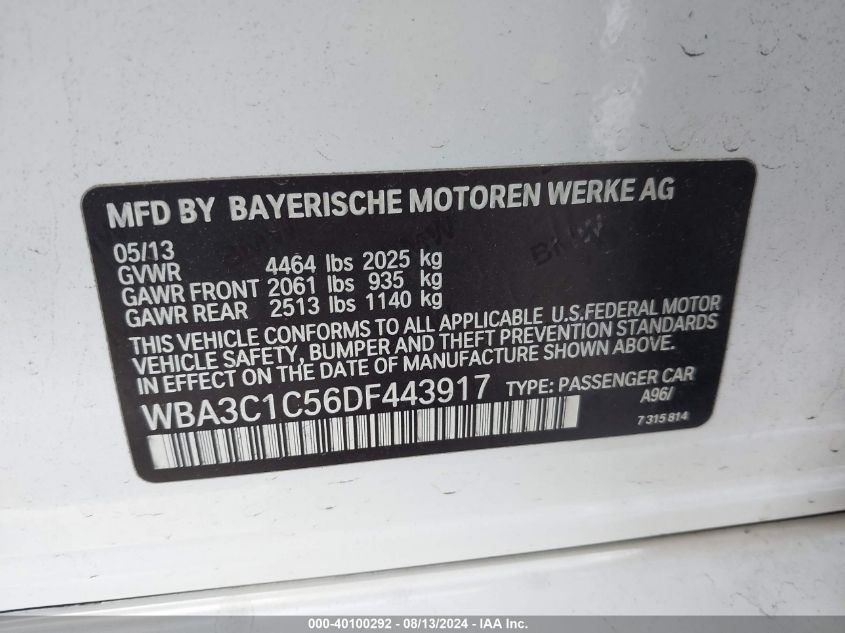 MFD BY BAYERISCHE MOTOREN WERKE AG
05/13
GVWR 4464 lbs 2025 kg
GAWR FRONT 2061 lbs 935 kg
GAWR REAR 2513 lbs 1140 kg
THIS VEHICLE CONFORMS TO ALL APPLICABLE U.S.FEDERAL MOTOR
VEHICLE SAFETY, BUMPER AND THEFT PREVENTION STANDARDS
IN EFFECT ON THE DATE OF MANUFACTURE SHOWN ABOVE.
WBA3C1C56DF443917 TYPE: PASSENGER CAR
A96/
7 315 814
000-40100292 - 08/13/2024 - IAA Inc.